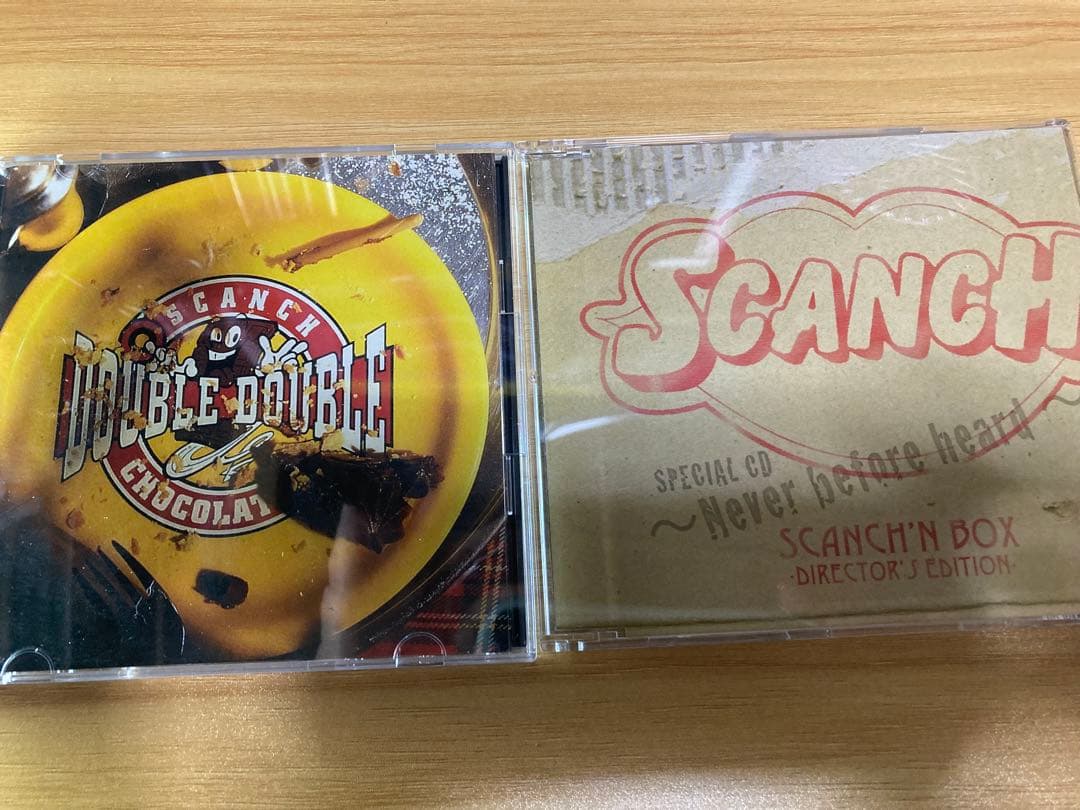 SCANCH
DOUBLE DOUBLE
CHOCOLAT
SCANCH
SPECIAL CD
~Never before heard~
SCANCH'N BOX
·DIRECTOR'S EDITION·